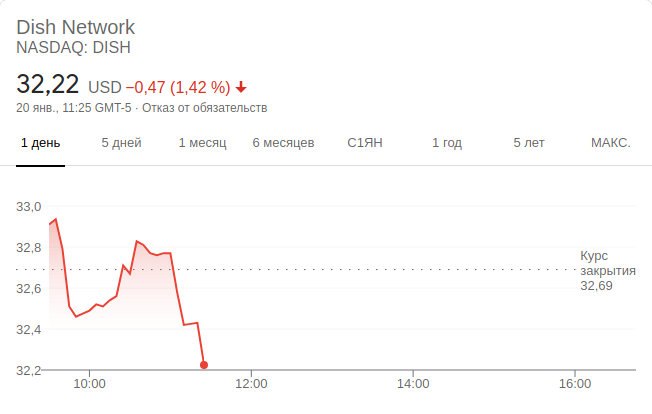 Dish Network
NASDAQ: DISH
32,22 USD −0,47 (1,42 %)
20 янв., 11:25 GMT-5 · Отказ от обязательств
1 день 5 дней 1 месяц 6 месяцев С1ЯН 1 год 5 лет МАКС.
33,0
32,8
Курс
закрытия
32,6
32,69
32,4
32,2
10:00 12:00 14:00 16:00